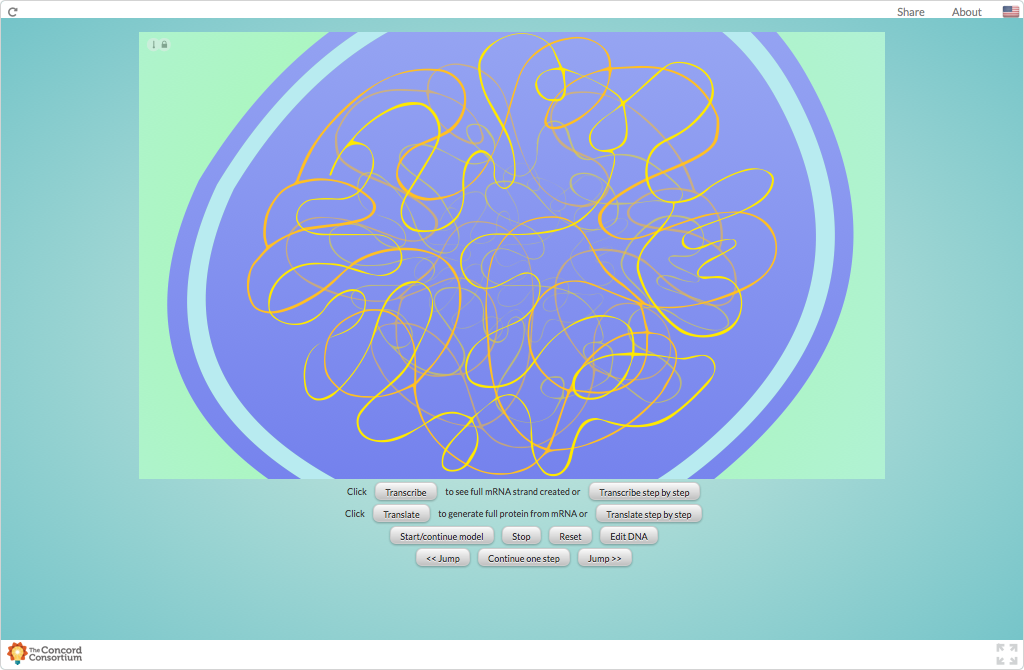 Share About
Click Transcribe to see full mRNA strand created or Transcribe step by step
Click Translate to generate full protein from mRNA or Translate step by step
Start/continue model Stop Reset Edit DNA
<< Jump Continue one step Jump >>
The Concord
Consortium